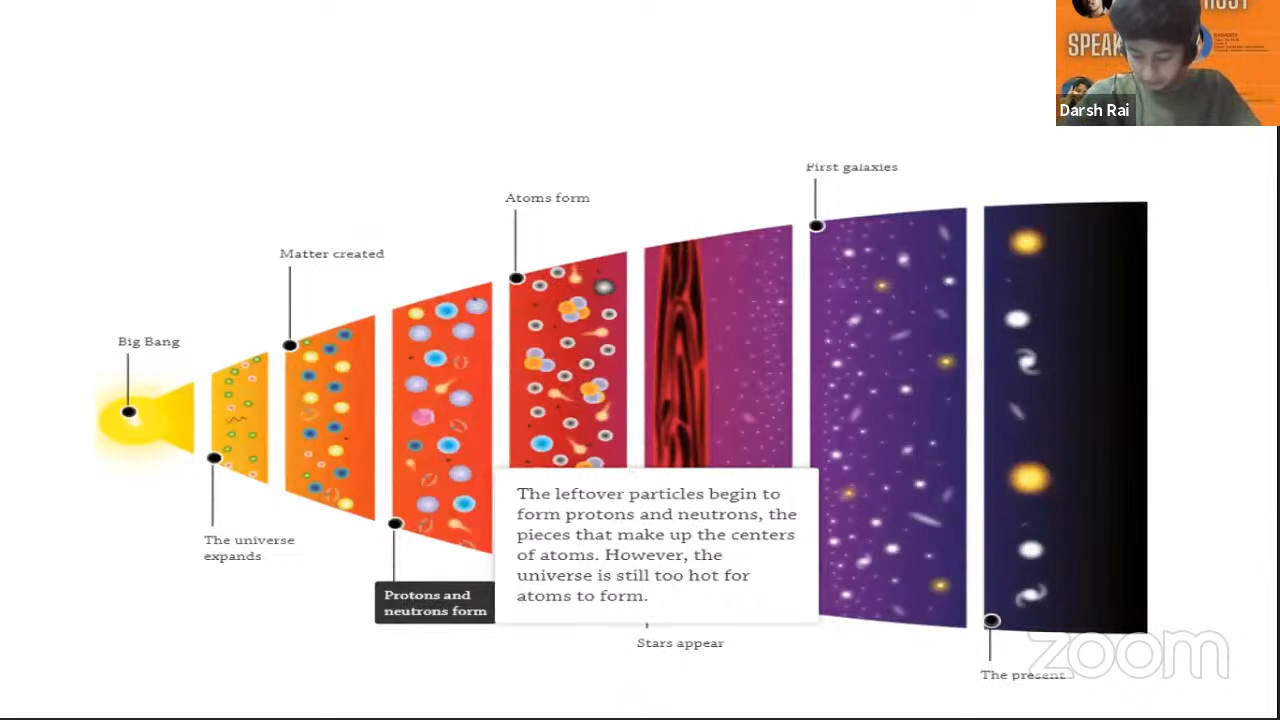 HOST
SPEAK
Darsh Rai
First galaxies
Atoms form
Matter created
Big Bang
The universe
expands
Protons and
neutrons form
The leftover particles begin to
form protons and neutrons, the
pieces that make up the centers
of atoms. However, the
universe is still too hot for
atoms to form.
Stars appear
The present
zoom